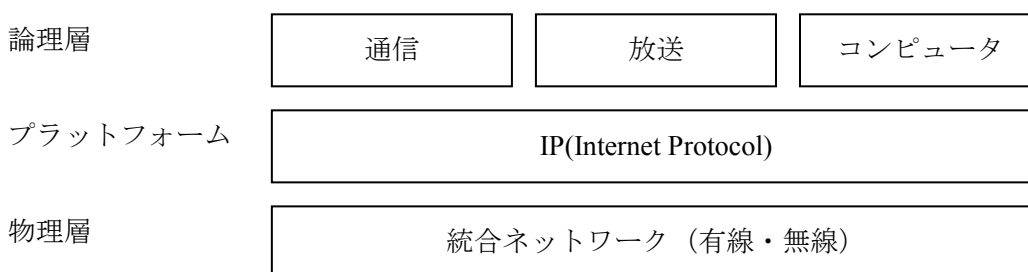 論理層 通信 放送 コンピュータ
プラットフォーム IP(Internet Protocol)
物理層 統合ネットワーク（有線・無線）